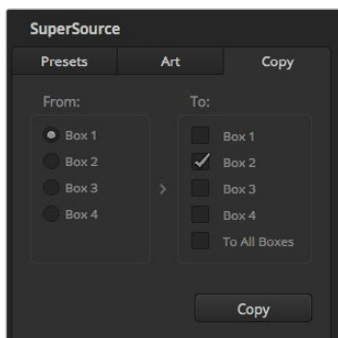 SuperSource
Presets Art Copy
From: To:
Box 1 Box 1
Box 2 Box 2
Box 3 > Box 3
Box 4 Box 4
To All Boxes
Copy